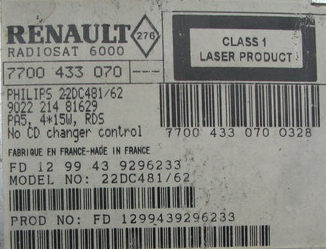 RENAULT 276
RADIOSAT 6000
CLASS 1
LASER PRODUCT
7700 433 070
PHILIPS 22DC481/62
9022 214 81629
PA5, 4*15W, RDS
No CD changer control
7700 433 070 0328
FABRIQUE EN FRANCE-MADE IN FRANCE
FD 12 99 43 9296233
MODEL NO: 22DC481/62
PROD NO: FD 1299439296233